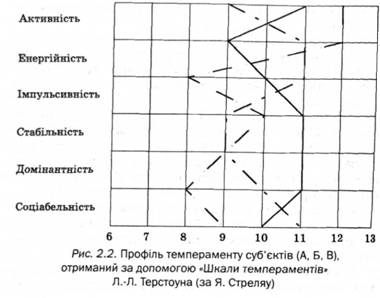 Активність
Енергійність
Імпульсивність
Стабільність
Домінантність
Соціабельність
6 7 8 9 10 11 12 13
Рис. 2.2. Профіль темпераменту суб'єктів (А, Б, В),
отриманий за допомогою «Шкали темпераментів»
Л.-Л. Терстоуна (за Я. Стреляу)